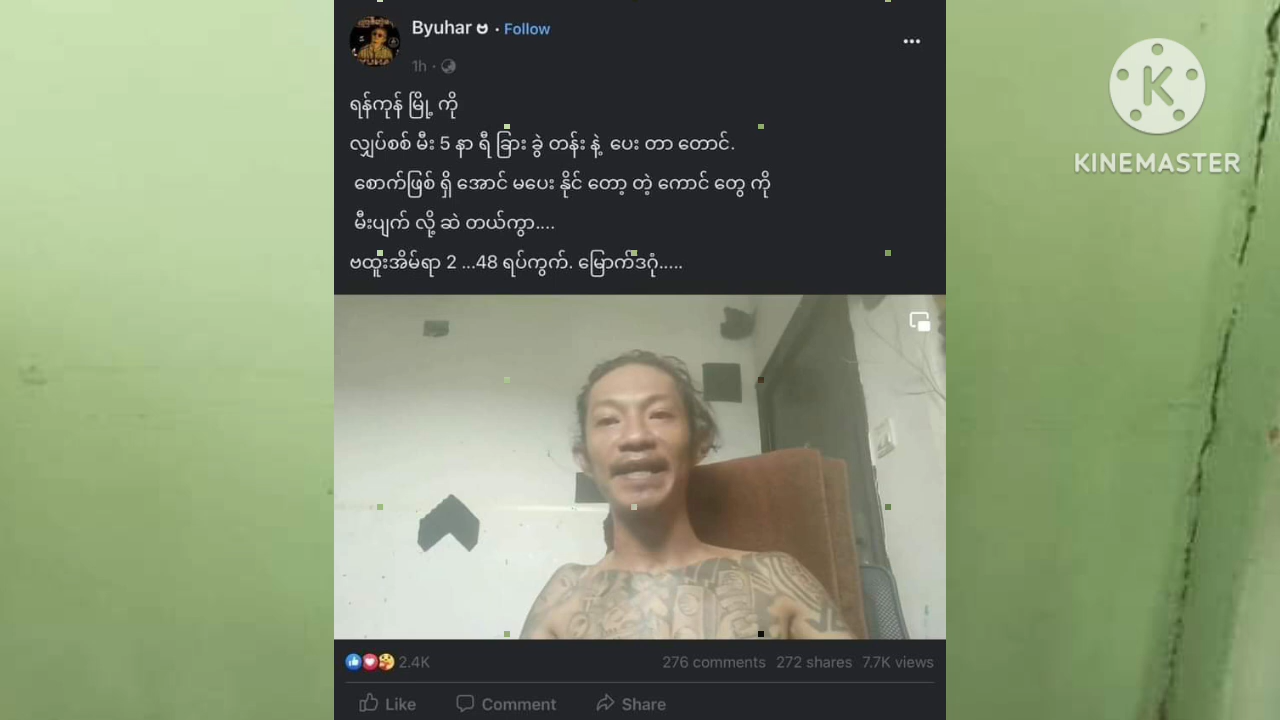 Byuhar ဗ · Follow
1h ·
ရန်ကုန် မြို့ ကို
လျှပ်စစ် မီး 5 နာ ရီ ခြား ခွဲ တန်း နဲ့ ပေး တာ တောင်.
စောက်ဖြစ် ရှိ အောင် မပေး နိုင် တော့ တဲ့ ကောင် တွေ ကို
မီးပျက် လို့ ဆဲ တယ်ကွာ....
ဗထူးအိမ်ရာ 2 ...48 ရပ်ကွက်. မြောက်ဒဂုံ.....
2.4K
276 comments 272 shares 7.7K views
Like Comment Share
K
KINEMASTER